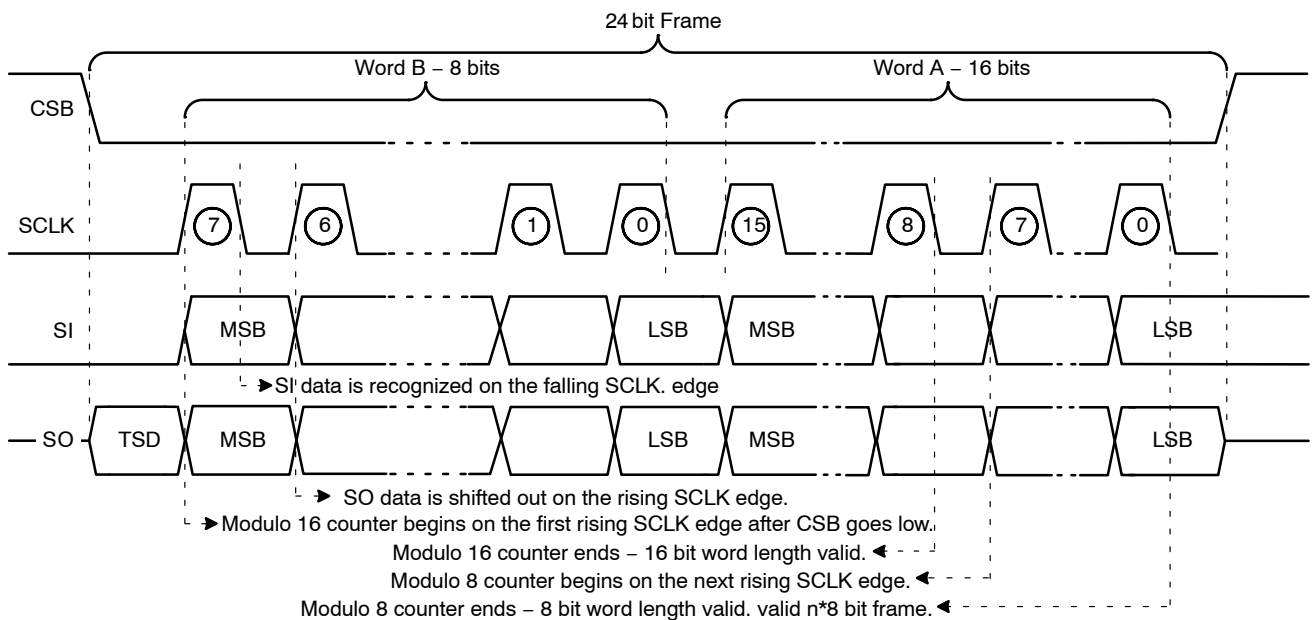 24 bit Frame
Word B – 8 bits
Word A – 16 bits
CSB
SCLK
7
6
1
0
15
8
7
0
SI
MSB
LSB
MSB
LSB
SI data is recognized on the falling SCLK. edge
SO
TSD
MSB
LSB
MSB
LSB
SO data is shifted out on the rising SCLK edge.
Modulo 16 counter begins on the first rising SCLK edge after CSB goes low.
Modulo 16 counter ends – 16 bit word length valid.
Modulo 8 counter begins on the next rising SCLK edge.
Modulo 8 counter ends – 8 bit word length valid. valid n*8 bit frame.